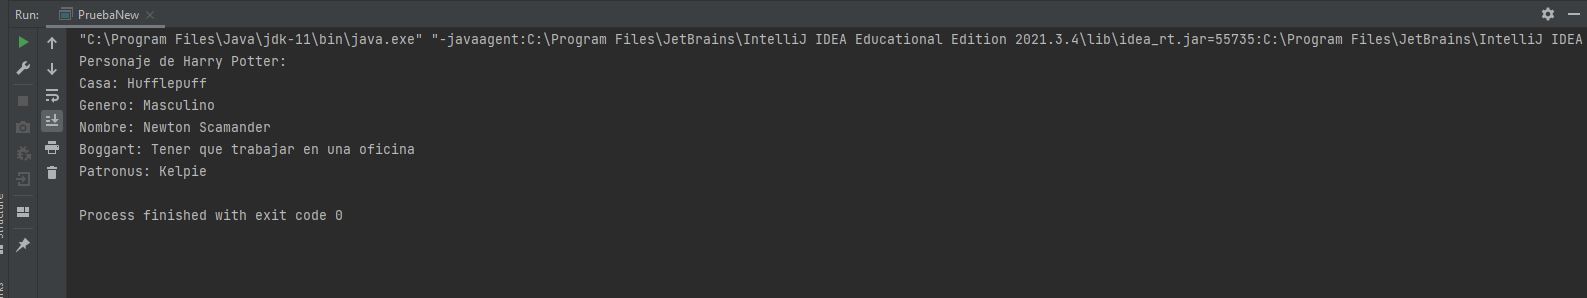 Run: PruebaNew
"C:\Program Files\Java\jdk-11\bin\java.exe" "-javaagent:C:\Program Files\JetBrains\IntelliJ IDEA Educational Edition 2021.3.4\lib\idea_rt.jar=55735:C:\Program Files\JetBrains\IntelliJ IDEA
Personaje de Harry Potter:
Casa: Hufflepuff
Genero: Masculino
Nombre: Newton Scamander
Boggart: Tener que trabajar en una oficina
Patronus: Kelpie
Process finished with exit code 0